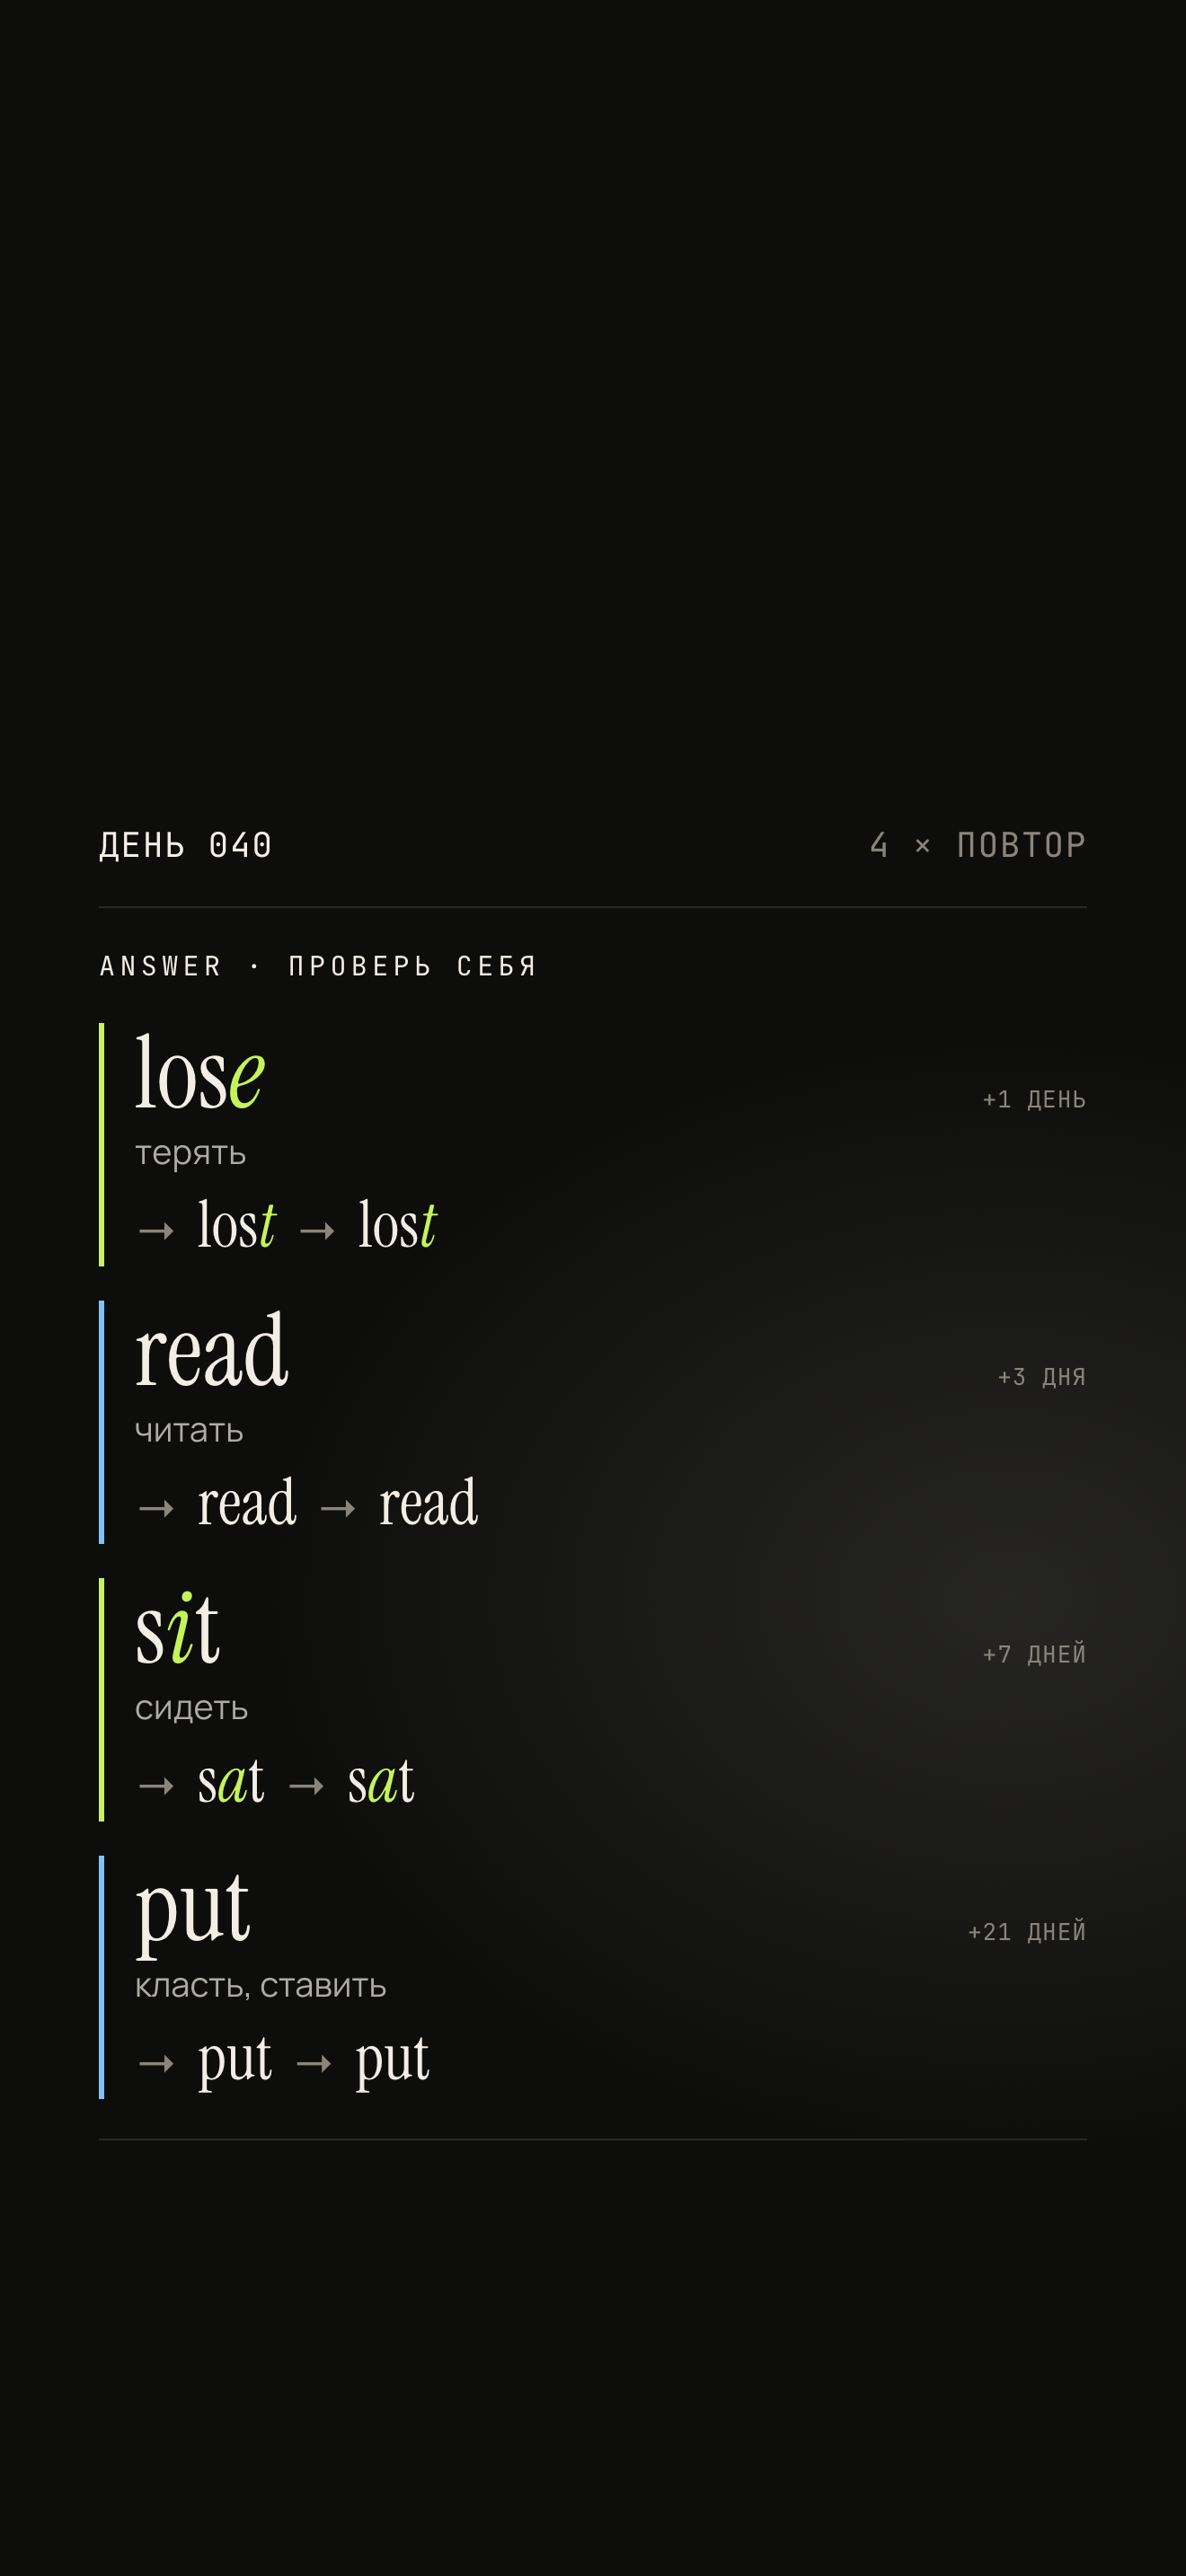 ДЕНЬ 040 4 × ПОВТОР
ANSWER · ПРОВЕРЬ СЕБЯ
lose
+1 ДЕНЬ
терять
→ lost → lost
read
+3 ДНЯ
читать
→ read → read
sit
+7 ДНЕЙ
сидеть
→ sat → sat
put
+21 ДНЕЙ
класть, ставить
→ put → put